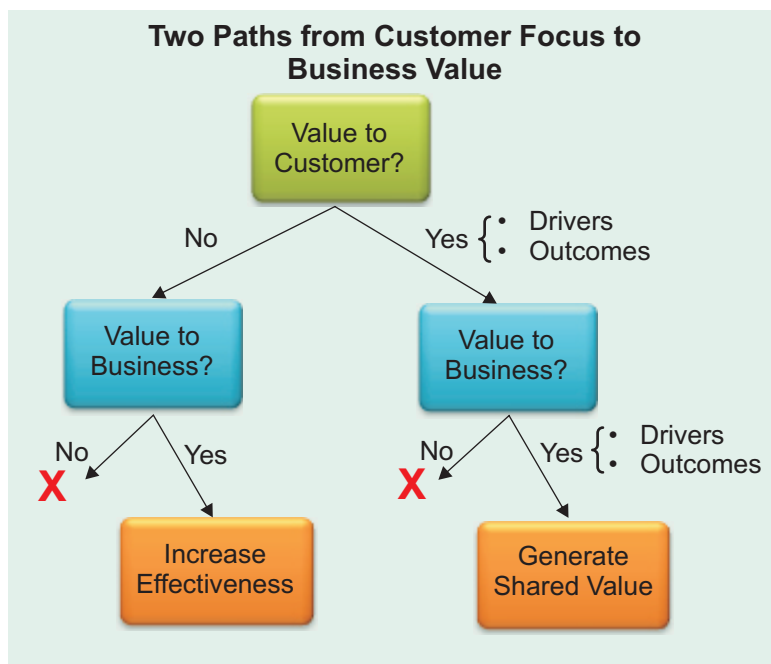 Two Paths from Customer Focus to
Business Value
Value to
Customer?
No
Yes
• Drivers
• Outcomes
Value to
Business?
Value to
Business?
No
X
Yes
No
X
Yes
• Drivers
• Outcomes
Increase
Effectiveness
Generate
Shared Value